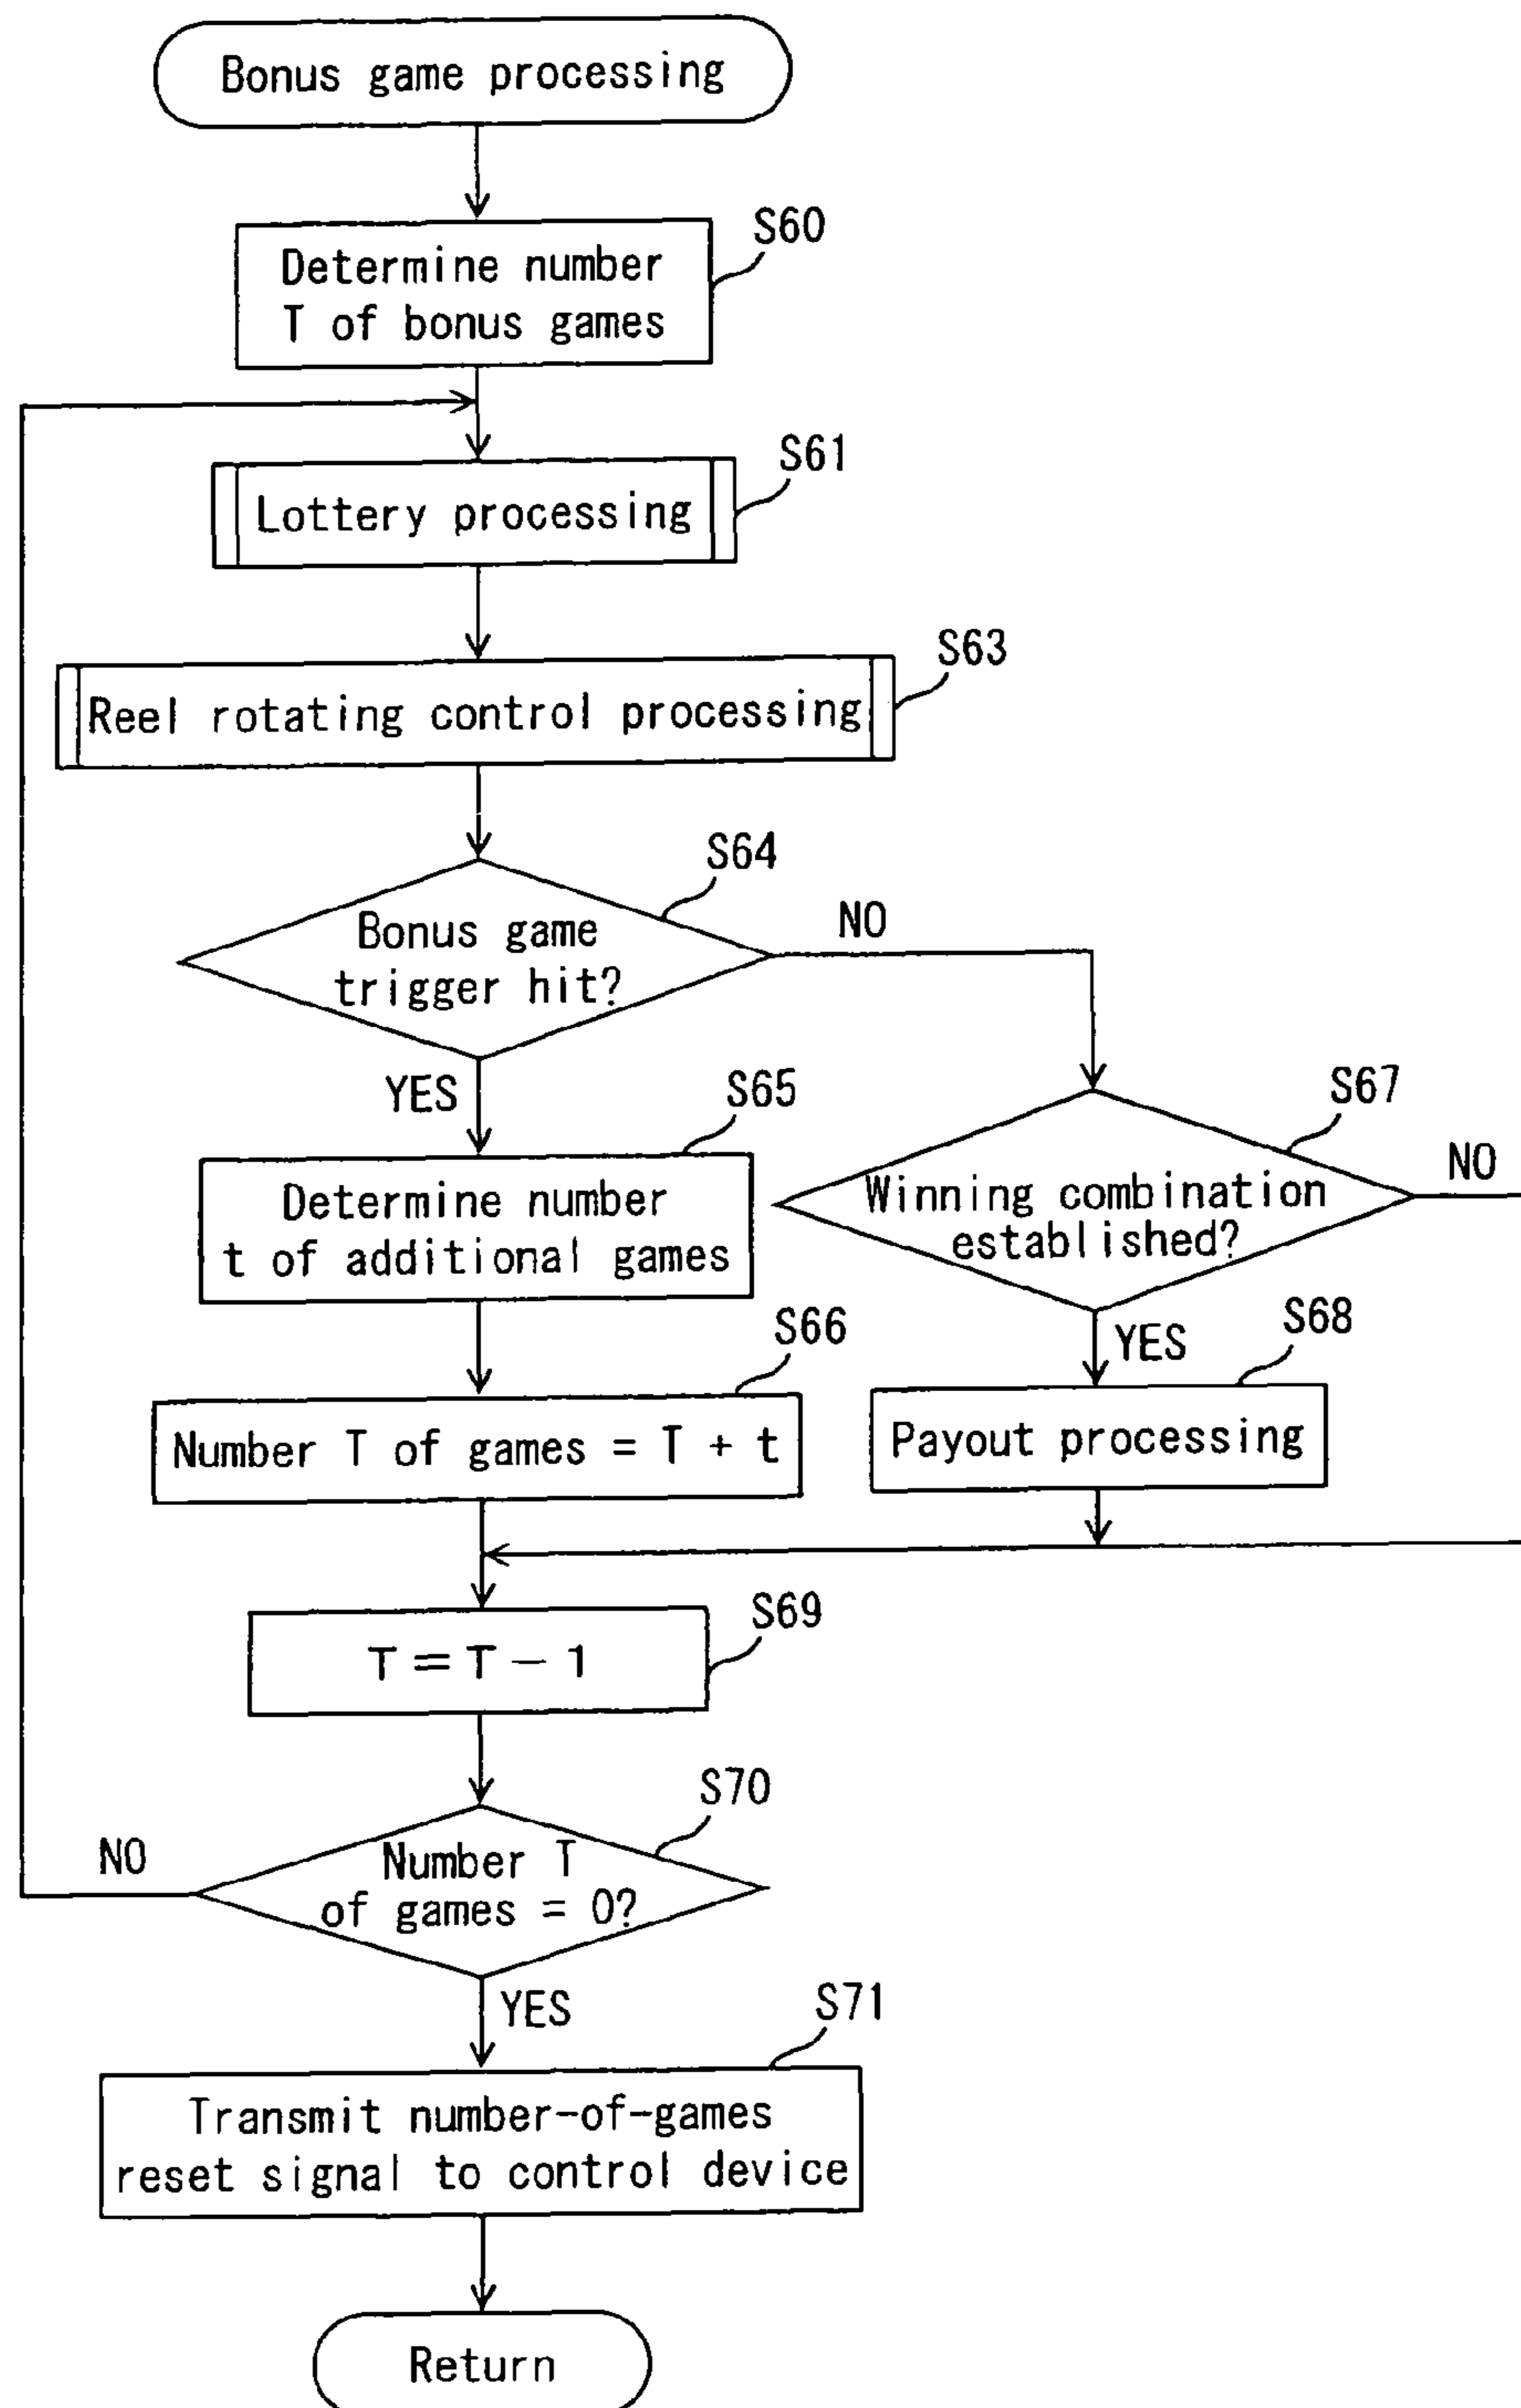 Bonus game processing
S60
Determine number
T of bonus games
S61
Lottery processing
S63
Reel rotating control processing
S64
Bonus game
trigger hit?
NO
YES
S65
Determine number
t of additional games
S67
Winning combination
established?
NO
YES
S66
Number T of games = T + t
S68
Payout processing
S69
T = T - 1
S70
Number T
of games = 0?
NO
YES
S71
Transmit number-of-games
reset signal to control device
Return